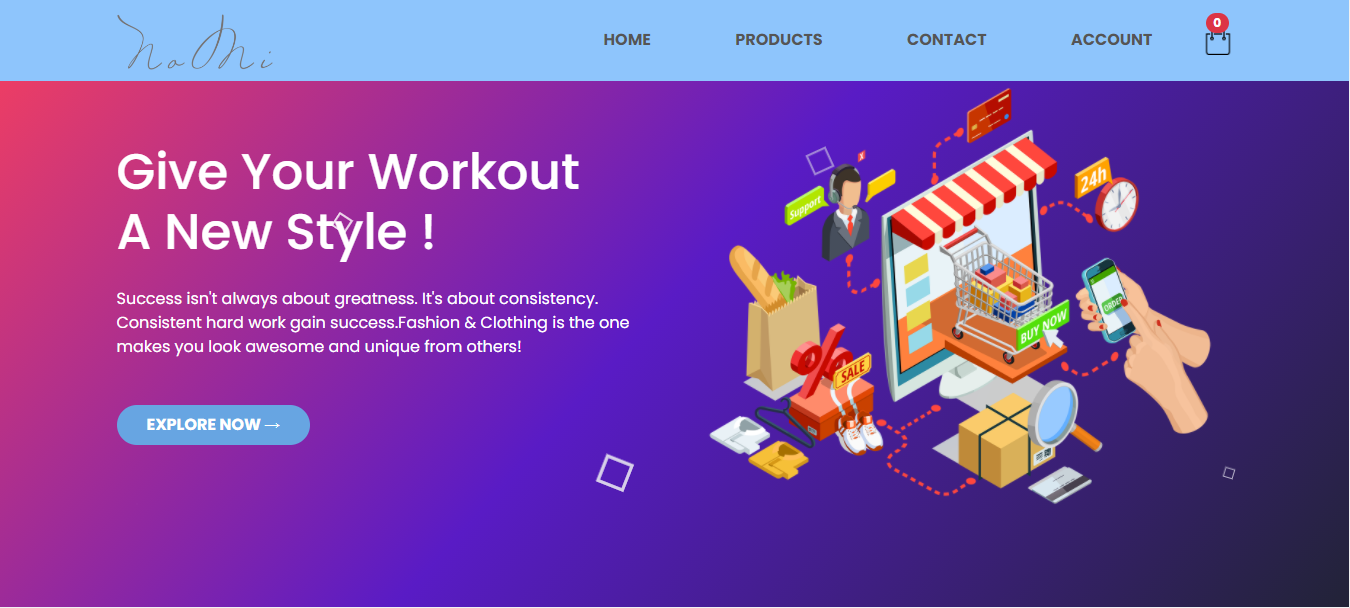 NoMi
HOME PRODUCTS CONTACT ACCOUNT 0
Give Your Workout
A New Style !
Success isn't always about greatness. It's about consistency.
Consistent hard work gain success.Fashion & Clothing is the one
makes you look awesome and unique from others!
EXPLORE NOW →
Support
x
24h
ORDER
BUY NOW
%
SALE